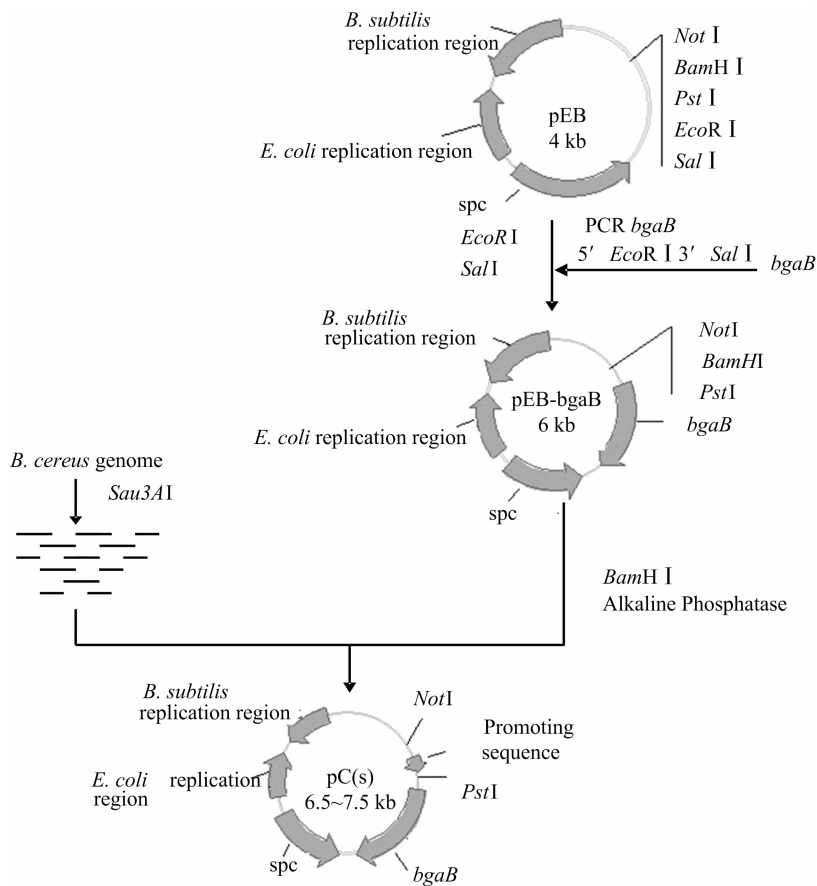 B. subtilis
replication region
Not I
BamH I
Pst I
EcoR I
Sal I
pEB
4 kb
E. coli replication region
spc
EcoR I
Sal I
PCR bgaB
5′ EcoR I 3′ Sal I
bgaB
B. subtilis
replication region
NotI
BamHI
PstI
pEB-bgaB
6 kb
bgaB
E. coli replication region
spc
B. cereus genome
Sau3AI
BamH I
Alkaline Phosphatase
B. subtilis
replication region
NotI
Promoting
sequence
E. coli replication
region
pC(s)
6.5~7.5 kb
PstI
spc
bgaB